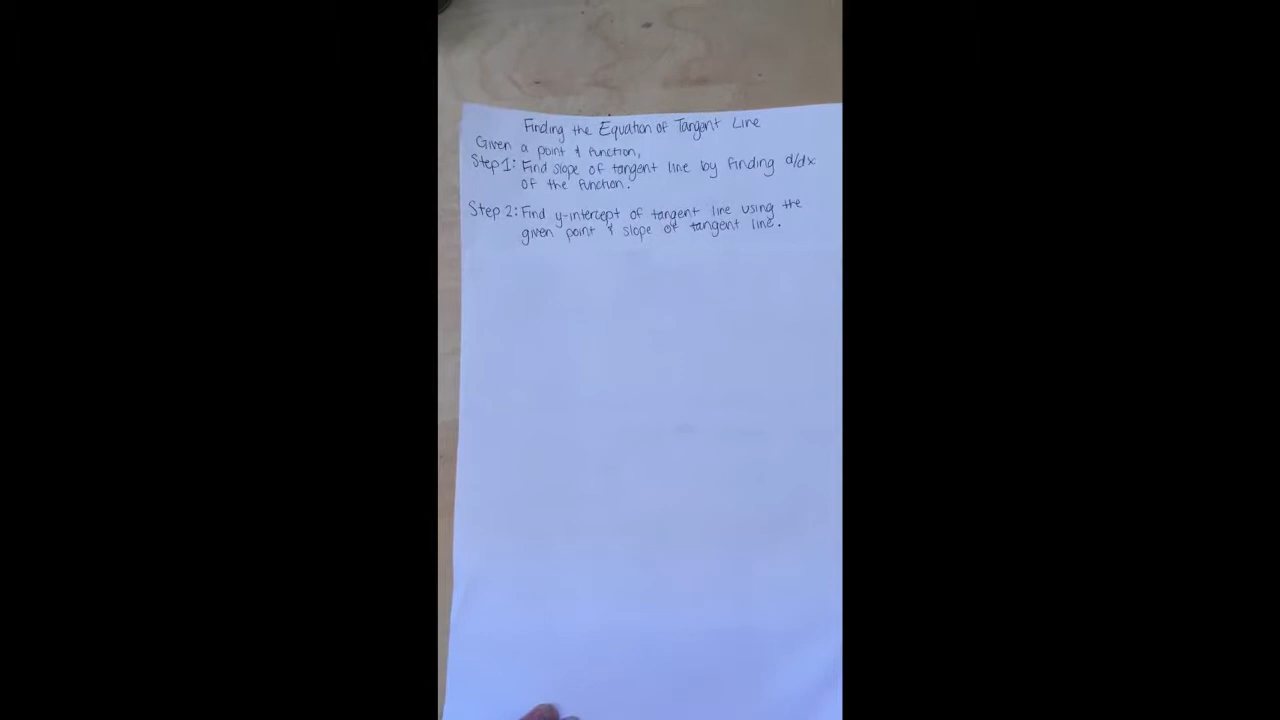 Finding the Equation of Tangent Line
Given a point & function,
Step 1: Find slope of tangent line by finding d/dx
of the function.
Step 2: Find y-intercept of tangent line using the
given point & slope of tangent line.